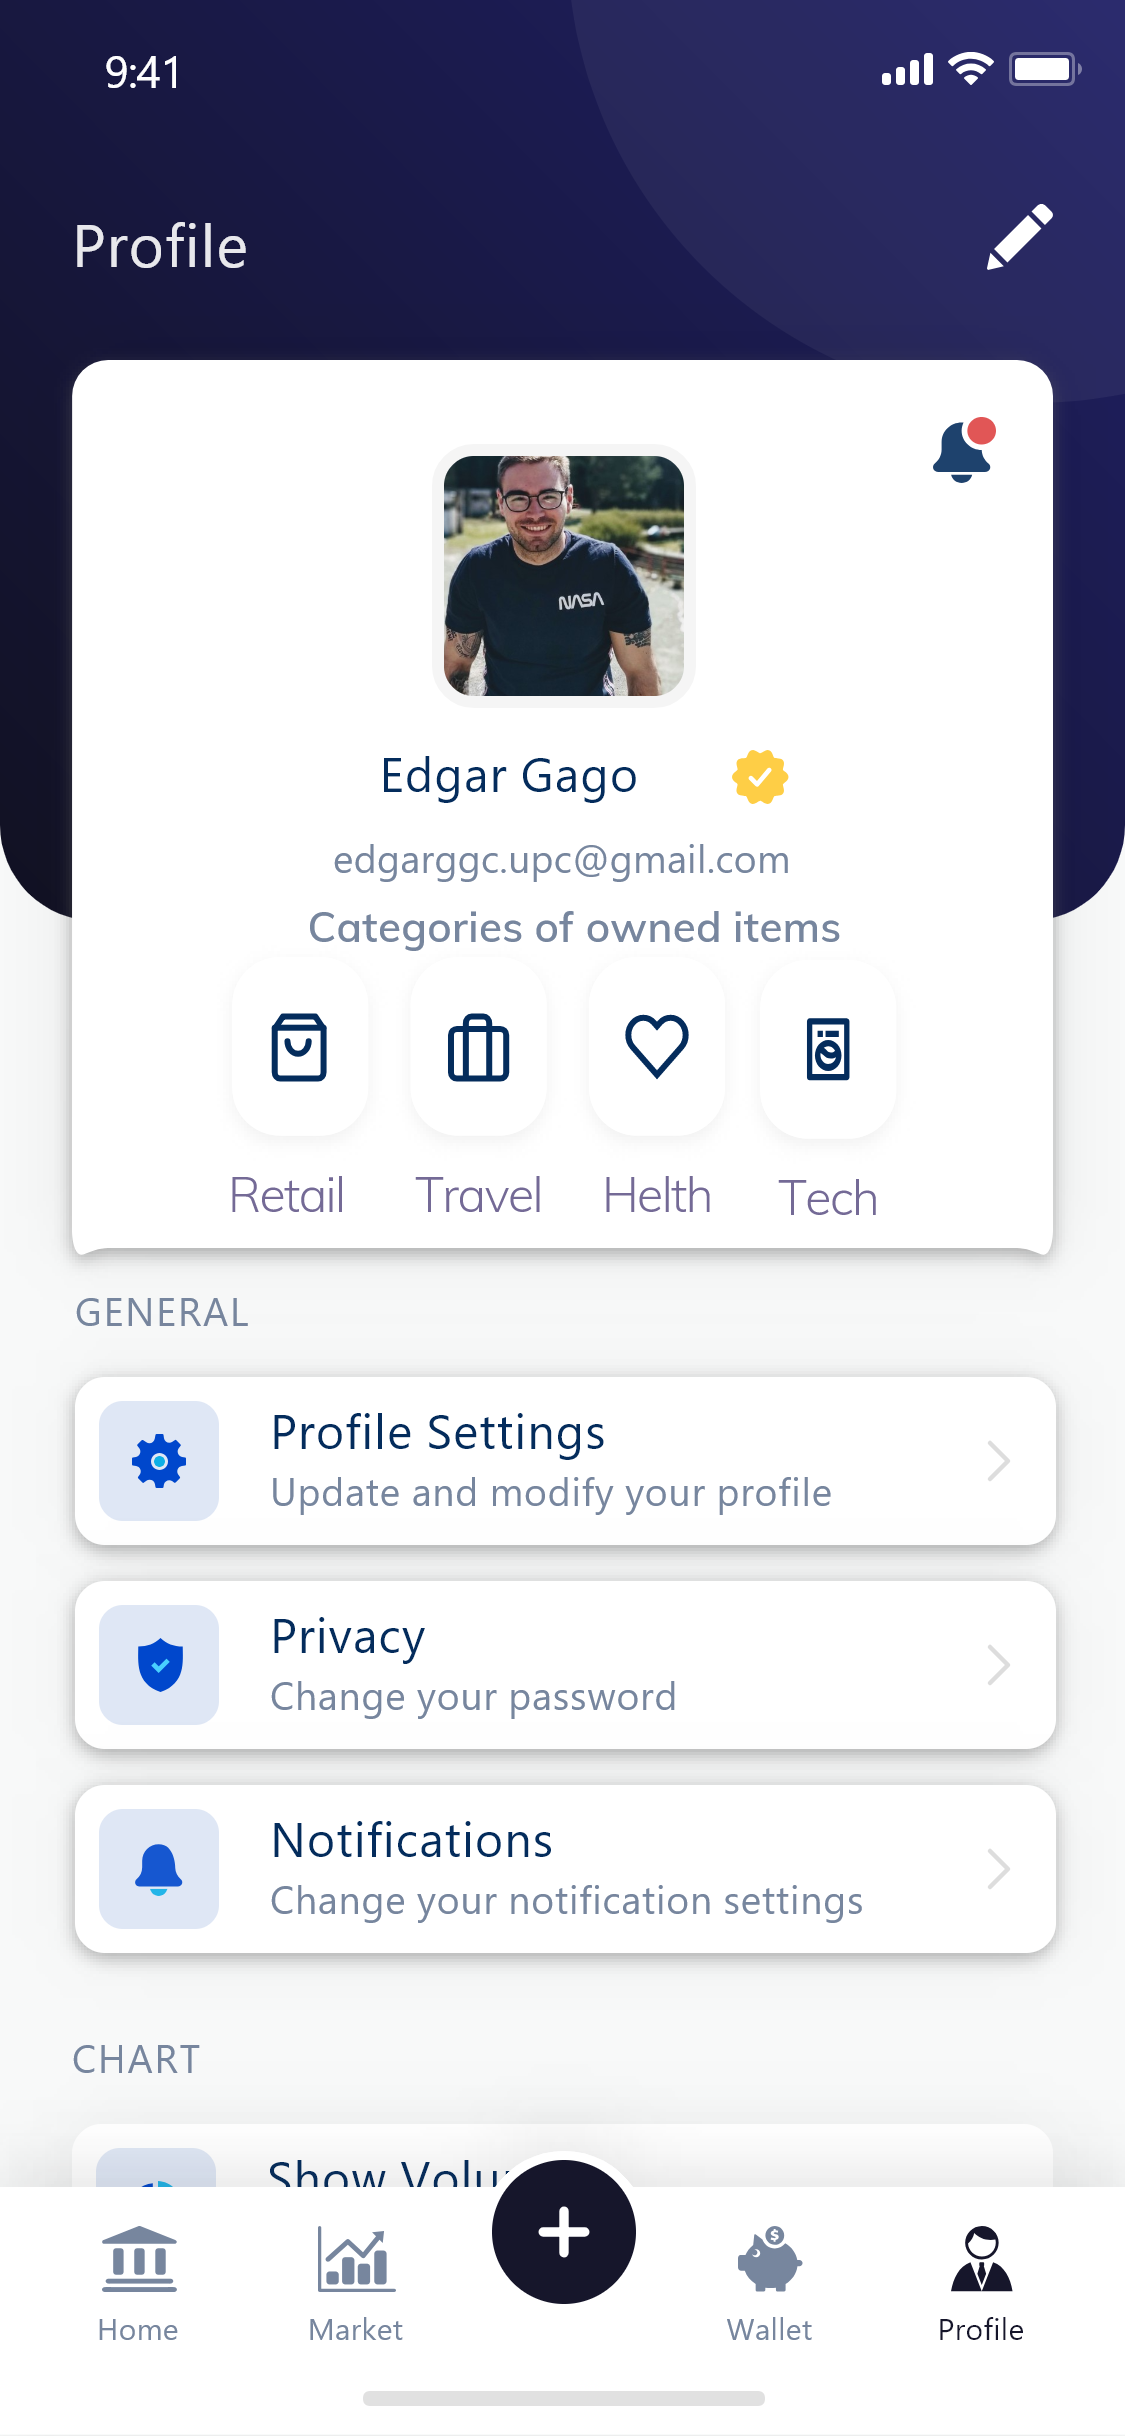 9:41
Profile
NASA
Edgar Gago
edgarggc.upc@gmail.com
Categories of owned items
Retail Travel Helth Tech
GENERAL
Profile Settings
Update and modify your profile
Privacy
Change your password
Notifications
Change your notification settings
CHART
Show
$
Home Market Wallet Profile